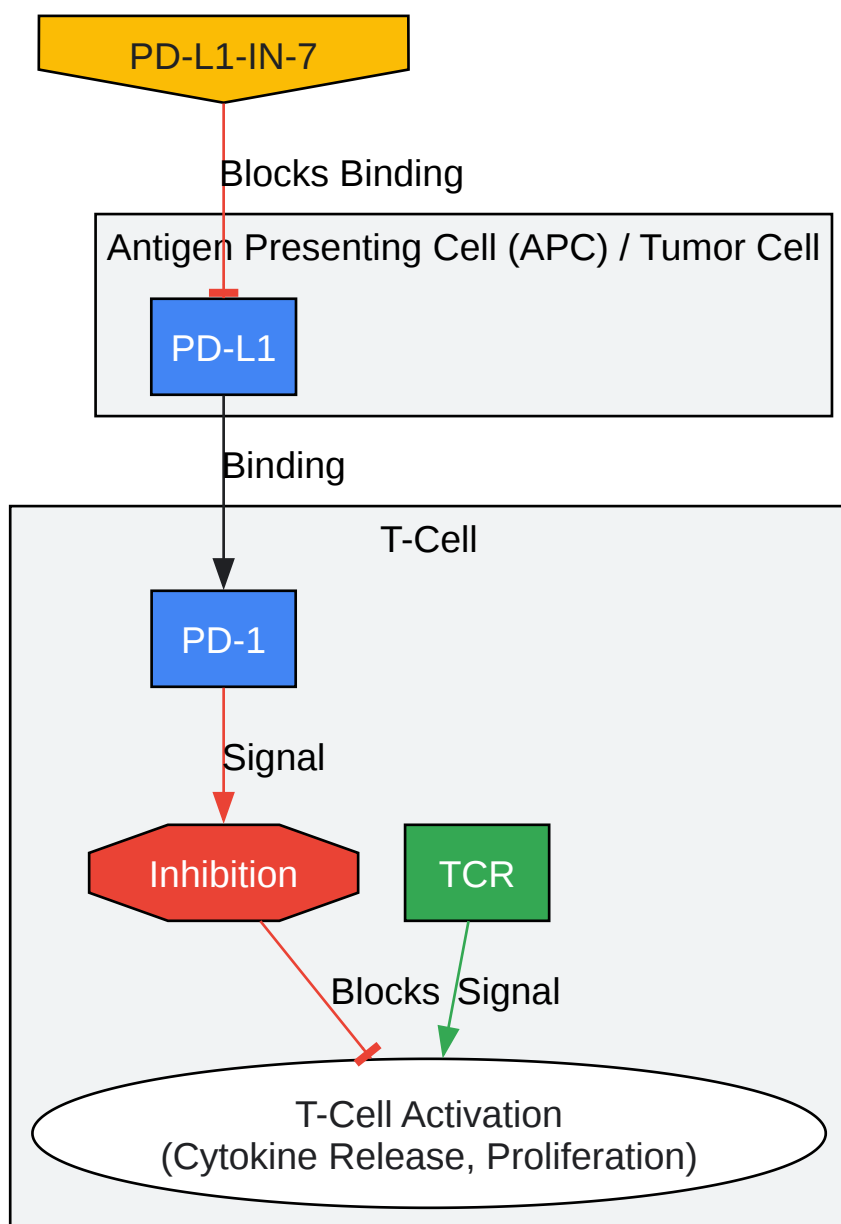 PD-L1-IN-7
Blocks Binding
Antigen Presenting Cell (APC) / Tumor Cell
PD-L1
Binding
T-Cell
PD-1
Signal
Inhibition
TCR
Blocks
Signal
T-Cell Activation
(Cytokine Release, Proliferation)